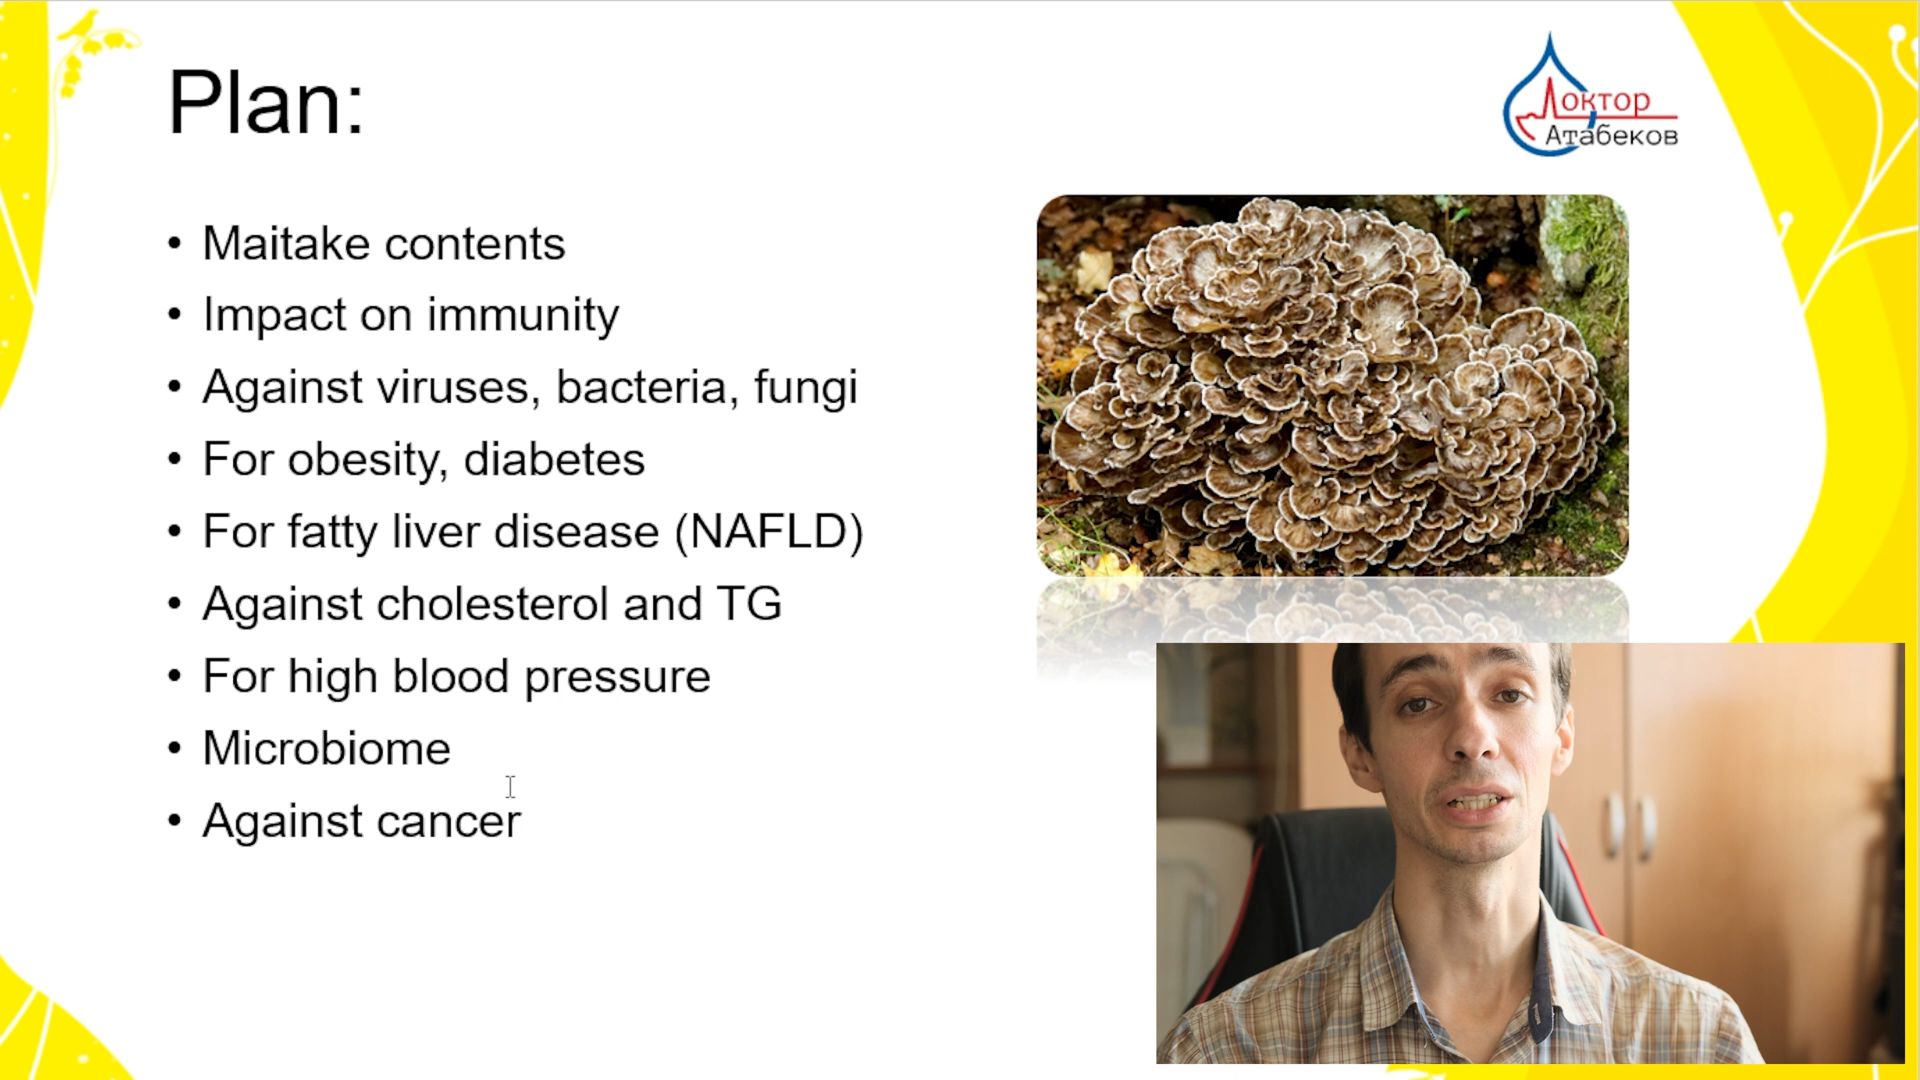 Plan:
Доктор
Атабеков
• Maitake contents
• Impact on immunity
• Against viruses, bacteria, fungi
• For obesity, diabetes
• For fatty liver disease (NAFLD)
• Against cholesterol and TG
• For high blood pressure
• Microbiome
• Against cancer